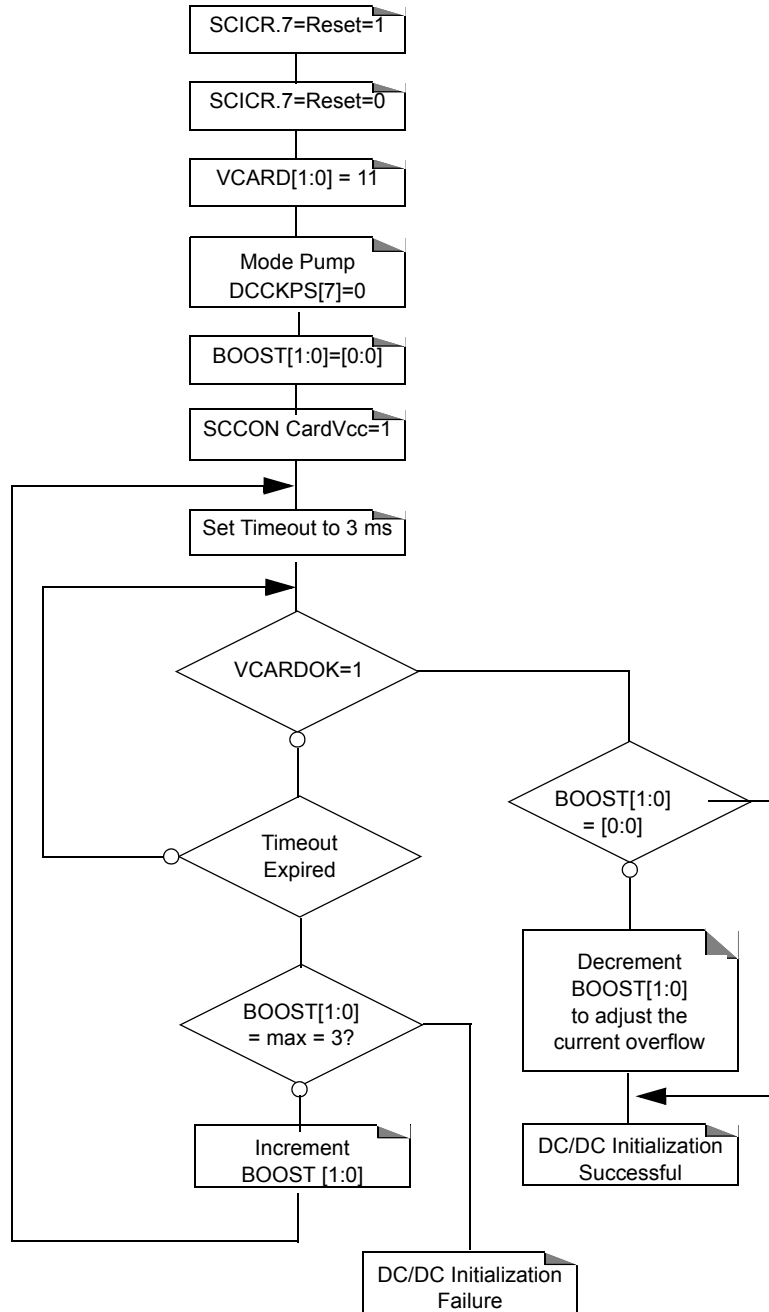 SCICR.7=Reset=1
SCICR.7=Reset=0
VCARD[1:0] = 11
Mode Pump
DCCKPS[7]=0
BOOST[1:0]=[0:0]
SCCON CardVcc=1
Set Timeout to 3 ms
VCARDOK=1
BOOST[1:0]
= [0:0]
Timeout
Expired
Decrement
BOOST[1:0]
to adjust the
current overflow
BOOST[1:0]
= max = 3?
Increment
BOOST [1:0]
DC/DC Initialization
Successful
DC/DC Initialization
Failure